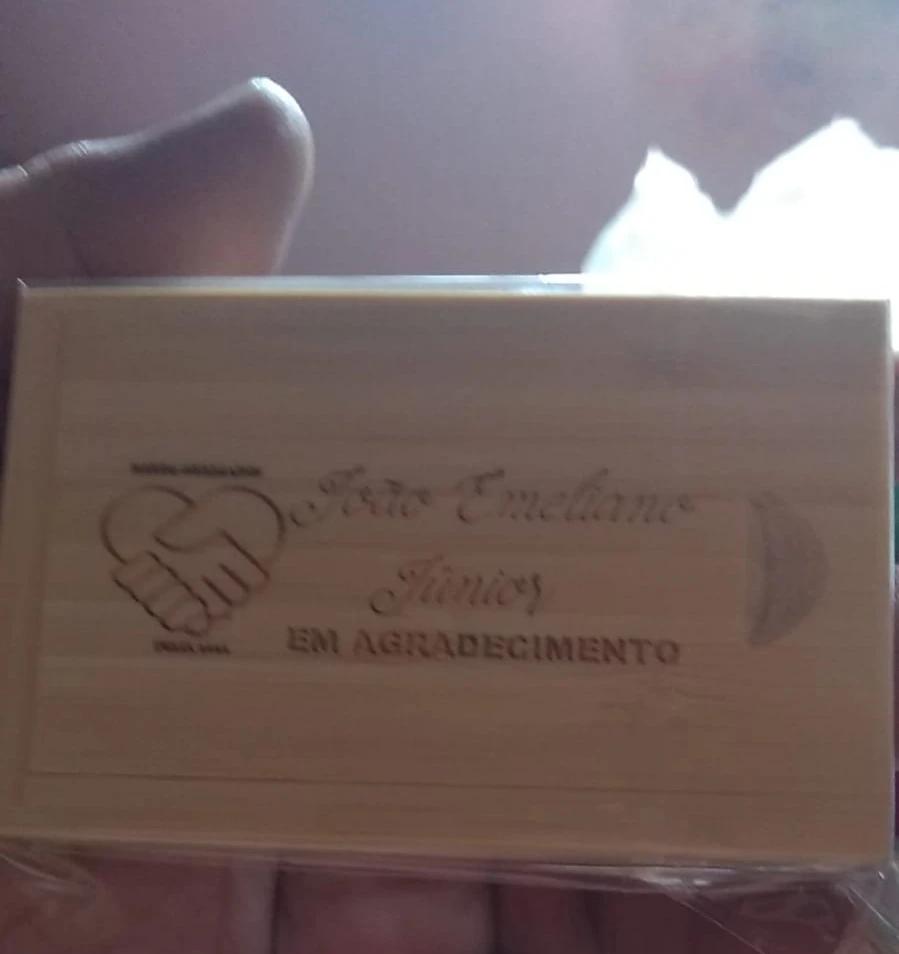 João Emeliano
Júnior
EM AGRADECIMENTO